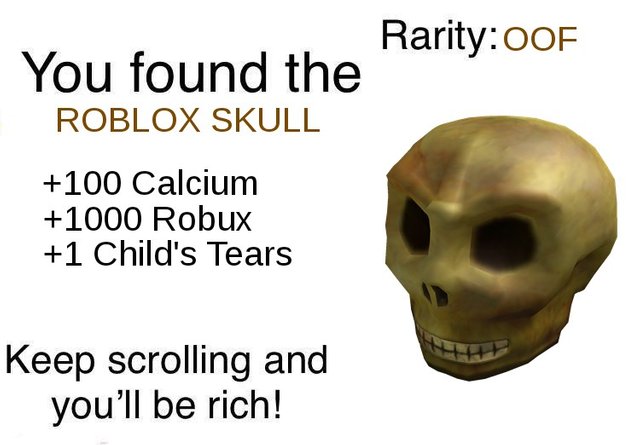 Rarity: OOF
You found the
ROBLOX SKULL
+100 Calcium
+1000 Robux
+1 Child's Tears
Keep scrolling and
you’ll be rich!